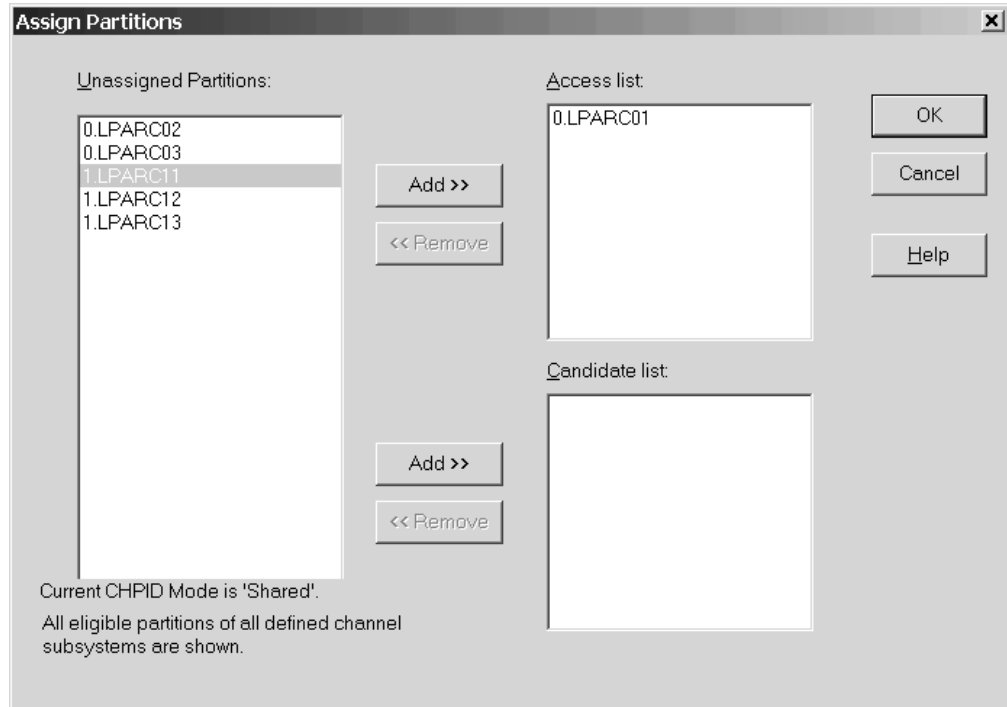 Assign Partitions
Unassigned Partitions:
0.LPARC02
0.LPARC03
1.LPARC11
1.LPARC12
1.LPARC13
Add >>
<< Remove
Add >>
<< Remove
Current CHPID Mode is 'Shared'.
All eligible partitions of all defined channel
subsystems are shown.
Access list:
0.LPARC01
Candidate list:
OK
Cancel
Help